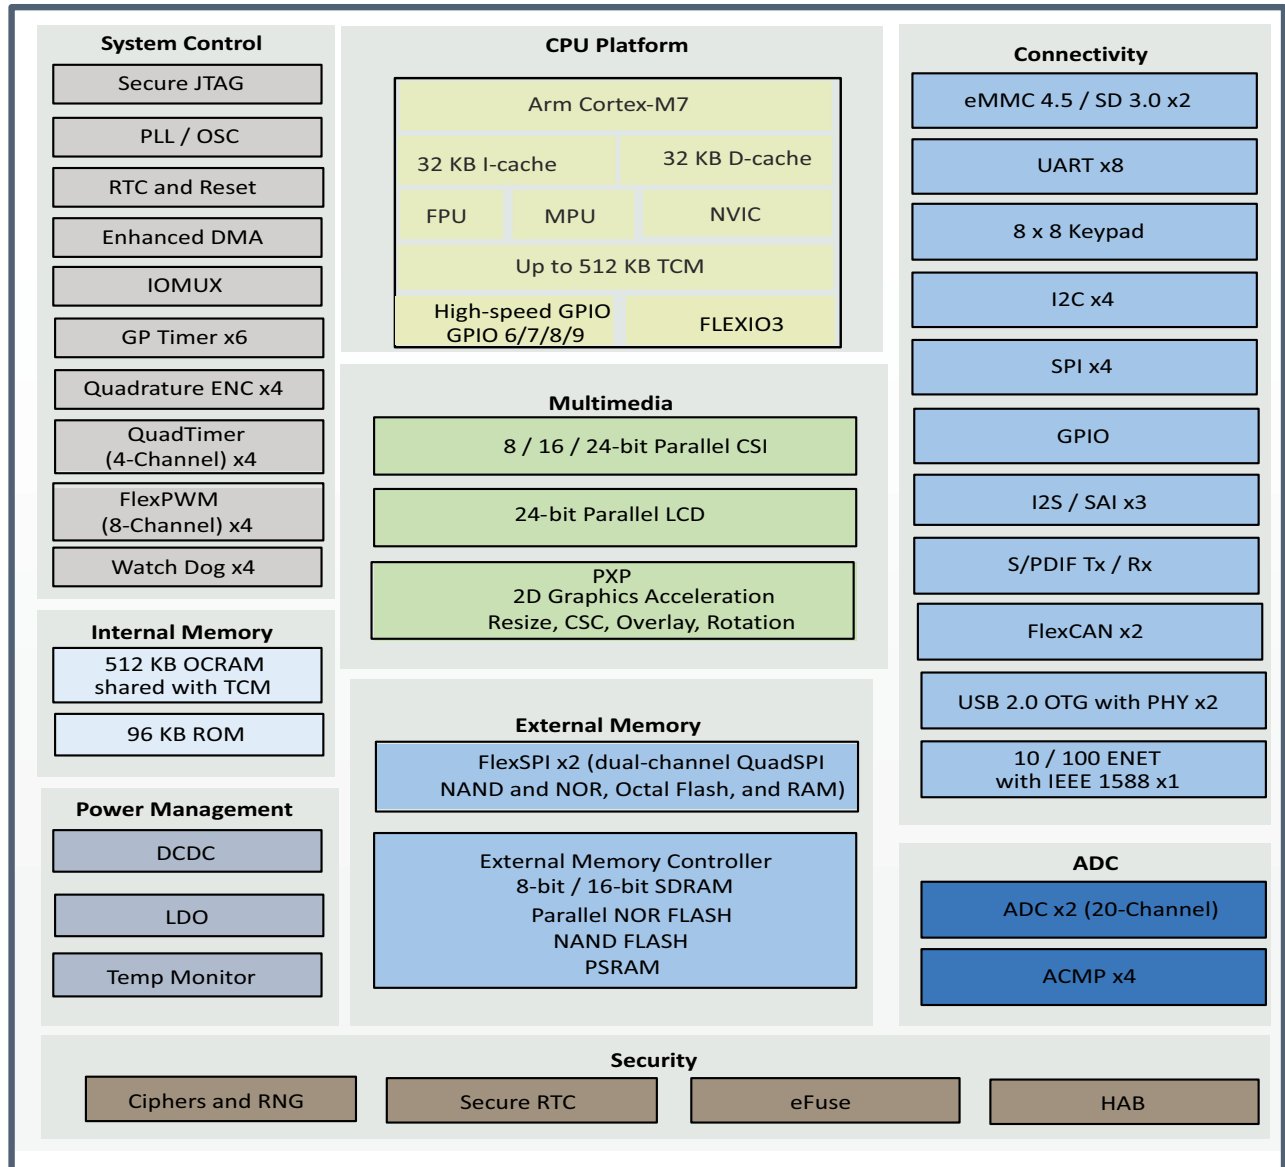 System Control
Secure JTAG
PLL / OSC
RTC and Reset
Enhanced DMA
IOMUX
GP Timer x6
Quadrature ENC x4
QuadTimer
(4-Channel) x4
FlexPWM
(8-Channel) x4
Watch Dog x4
Internal Memory
512 KB OCRAM
shared with TCM
96 KB ROM
Power Management
DCDC
LDO
Temp Monitor
CPU Platform
Arm Cortex-M7
32 KB I-cache
32 KB D-cache
FPU
MPU
NVIC
Up to 512 KB TCM
High-speed GPIO
GPIO 6/7/8/9
FLEXIO3
Multimedia
8 / 16 / 24-bit Parallel CSI
24-bit Parallel LCD
PXP
2D Graphics Acceleration
Resize, CSC, Overlay, Rotation
External Memory
FlexSPI x2 (dual-channel QuadSPI
NAND and NOR, Octal Flash, and RAM)
External Memory Controller
8-bit / 16-bit SDRAM
Parallel NOR FLASH
NAND FLASH
PSRAM
Connectivity
eMMC 4.5 / SD 3.0 x2
UART x8
8 x 8 Keypad
I2C x4
SPI x4
GPIO
I2S / SAI x3
S/PDIF Tx / Rx
FlexCAN x2
USB 2.0 OTG with PHY x2
10 / 100 ENET
with IEEE 1588 x1
ADC
ADC x2 (20-Channel)
ACMP x4
Security
Ciphers and RNG
Secure RTC
eFuse
HAB